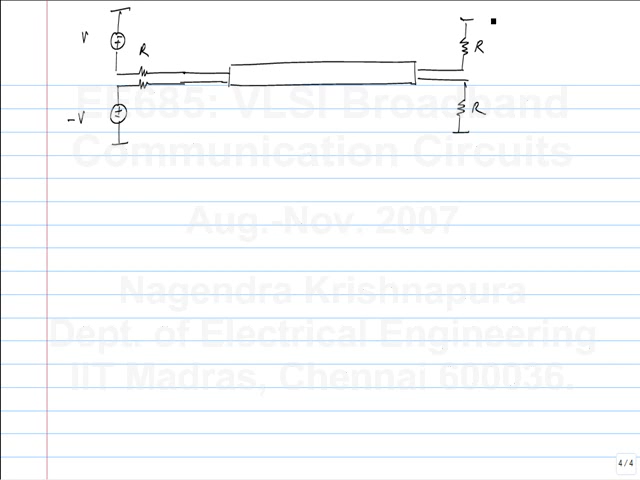 V
R
R
-V
R
EE685: VLSI Broadband
Communication Circuits
Aug.-Nov. 2007
Nagendra Krishnapura
Dept. of Electrical Engineering
IIT Madras, Chennai 600036.
4/4